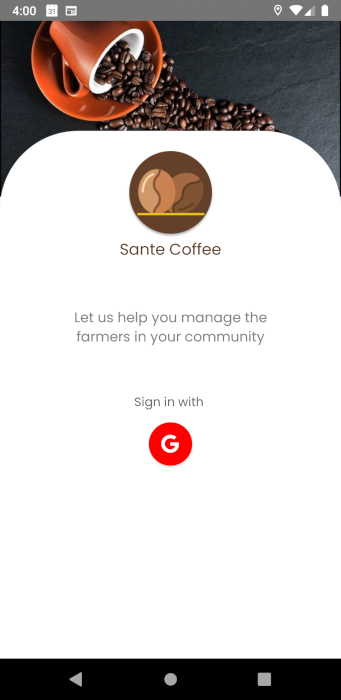 4:00
31
Sante Coffee
Let us help you manage the
farmers in your community
Sign in with
G